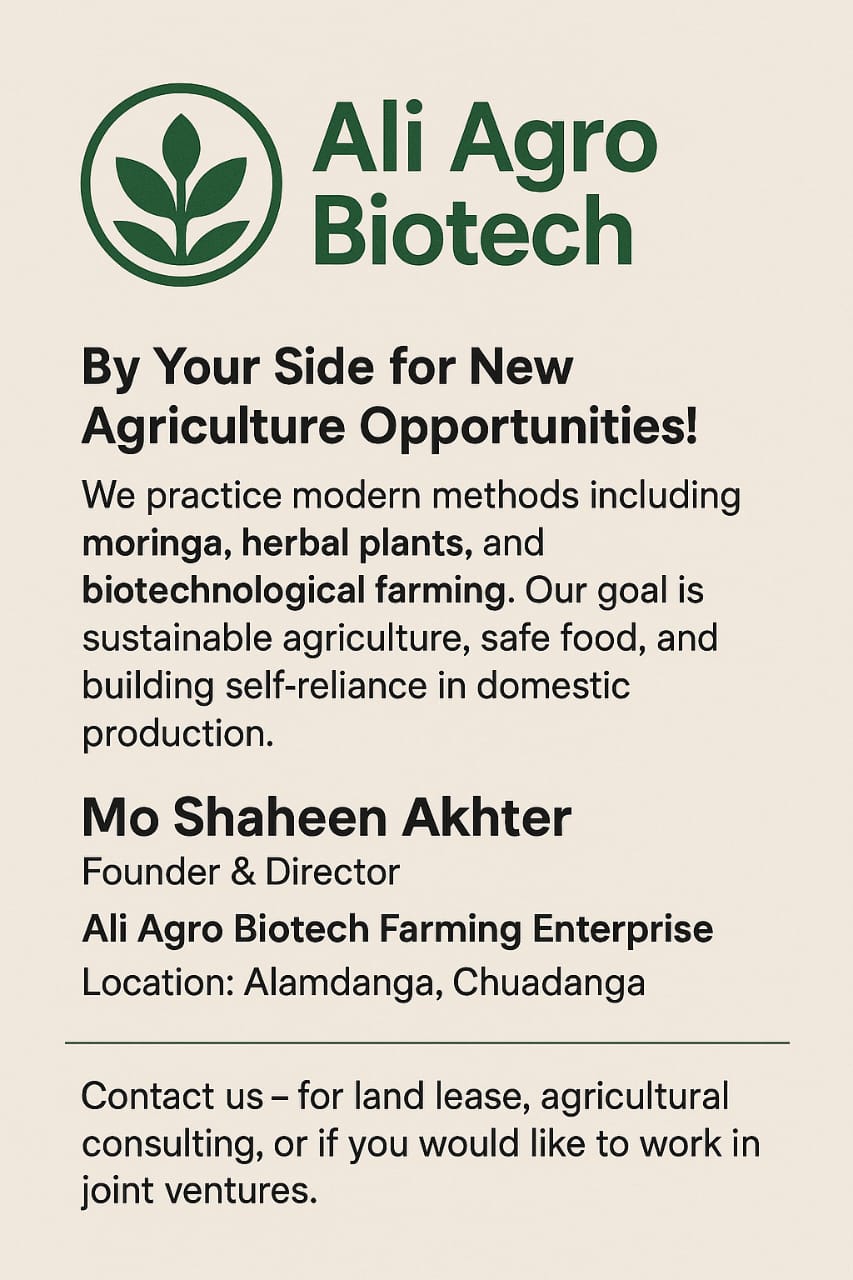 Ali Agro
Biotech
By Your Side for New
Agriculture Opportunities!
We practice modern methods including
moringa, herbal plants, and
biotechnological farming. Our goal is
sustainable agriculture, safe food, and
building self-reliance in domestic
production.
Mo Shaheen Akhter
Founder & Director
Ali Agro Biotech Farming Enterprise
Location: Alamdanga, Chuadanga
Contact us – for land lease, agricultural
consulting, or if you would like to work in
joint ventures.